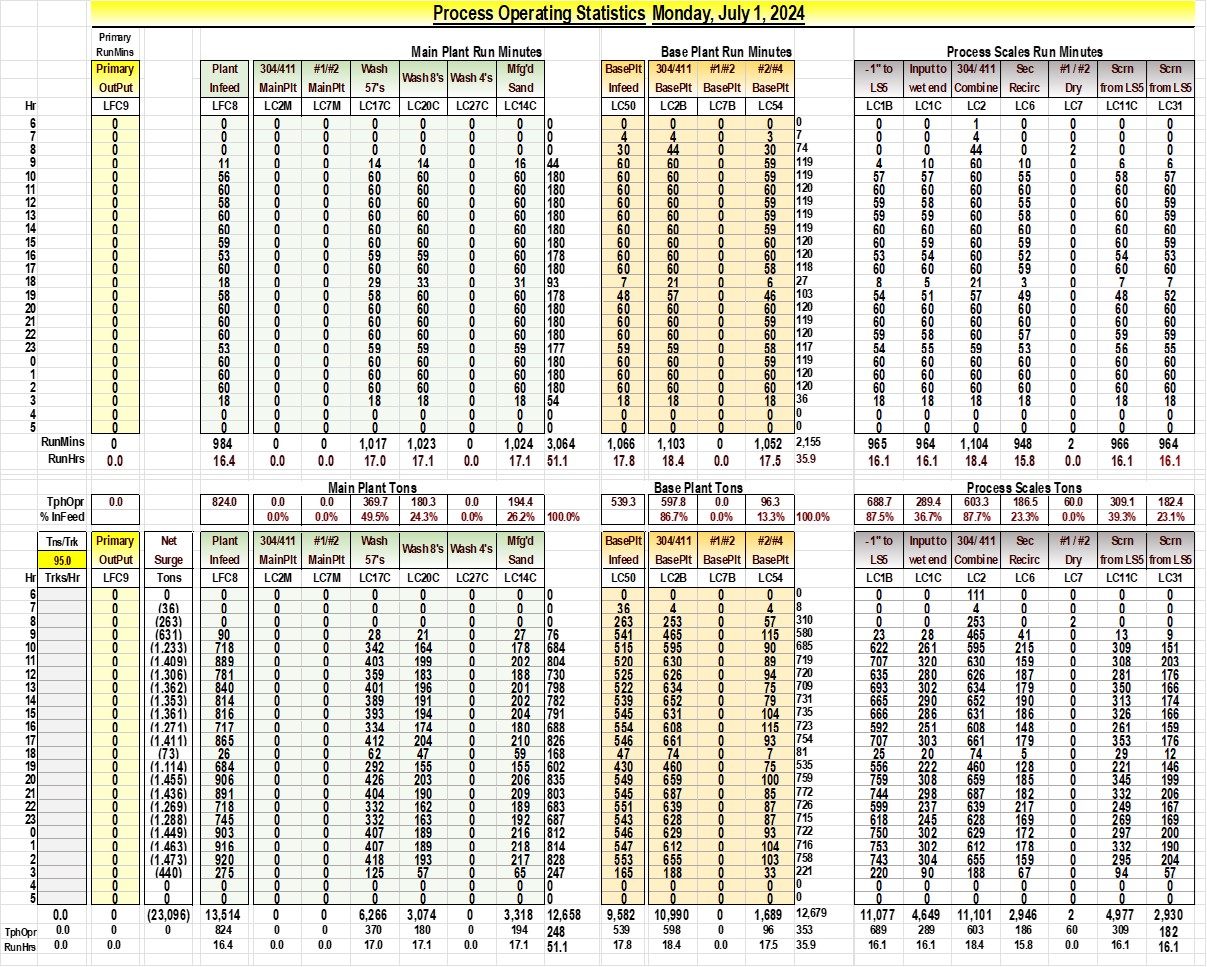 Process Operating Statistics Monday, July 1, 2024
Primary
RunMins Main Plant Run Minutes Base Plant Run Minutes Process Scales Run Minutes
Primary Plant 304/411 #1/#2 Wash Wash 8's Wash 4's Mfg'd BasePlt 304/411 #1/#2 #2/#4 -1" to Input to 304/ 411 Sec #1 / #2 Scrn Scrn
OutPut Infeed MainPlt MainPlt 57's Sand Infeed BasePlt BasePlt BasePlt LS5 wet end Combine Recirc Dry from LS5 from LS5
Hr LFC9 LFC8 LC2M LC7M LC17C LC20C LC27C LC14C LC50 LC2B LC7B LC54 LC1B LC1C LC2 LC6 LC7 LC11C LC31
6 0 0 0 0 0 0 0 0 0 0 0 0 0 0 0 0 1 0 0 0 0
7 0 0 0 0 0 0 0 0 0 4 4 0 3 7 0 0 4 0 0 0 0
8 0 0 0 0 0 0 0 0 0 30 44 0 30 74 0 0 44 0 2 0 0
9 0 11 0 0 14 14 0 16 44 60 60 0 59 119 4 10 60 10 0 6 6
10 0 56 0 0 60 60 0 60 180 60 60 0 59 119 57 57 60 55 0 58 57
11 0 60 0 0 60 60 0 60 180 60 60 0 60 120 60 60 60 60 0 60 60
12 0 58 0 0 60 60 0 60 180 60 60 0 59 119 59 58 60 55 0 60 59
13 0 60 0 0 60 60 0 60 180 60 60 0 59 119 59 59 60 58 0 60 60
14 0 60 0 0 60 60 0 60 180 60 60 0 59 119 60 60 60 60 0 60 60
15 0 59 0 0 60 60 0 60 180 60 60 0 60 120 60 59 60 59 0 60 60
16 0 53 0 0 59 59 0 60 178 60 60 0 60 120 53 54 60 52 0 54 53
17 0 60 0 0 60 60 0 60 180 60 60 0 58 118 60 60 60 59 0 60 60
18 0 18 0 0 29 33 0 31 93 7 21 0 6 27 8 5 21 3 0 7 7
19 0 58 0 0 58 60 0 60 178 48 57 0 46 103 54 51 57 49 0 48 52
20 0 60 0 0 60 60 0 60 180 60 60 0 60 120 60 60 60 60 0 60 60
21 0 60 0 0 60 60 0 60 180 60 60 0 59 119 60 60 60 60 0 60 60
22 0 60 0 0 60 60 0 60 180 60 60 0 60 120 59 58 60 57 0 59 59
23 0 53 0 0 59 59 0 59 177 59 59 0 58 117 54 55 59 53 0 56 55
0 0 60 0 0 60 60 0 60 180 60 60 0 59 119 60 60 60 60 0 60 60
1 0 60 0 0 60 60 0 60 180 60 60 0 60 120 60 60 60 60 0 60 60
2 0 60 0 0 60 60 0 60 180 60 60 0 60 120 60 60 60 60 0 60 60
3 0 18 0 0 18 18 0 18 54 18 18 0 18 36 18 18 18 18 0 18 18
4 0 0 0 0 0 0 0 0 0 0 0 0 0 0 0 0 0 0 0 0 0
5 0 0 0 0 0 0 0 0 0 0 0 0 0 0 0 0 0 0 0 0 0
RunMins 0 984 0 0 1,017 1,023 0 1,024 3,064 1,066 1,103 0 1,052 2,155 965 964 1,104 948 2 966 964
RunHrs 0.0 16.4 0.0 0.0 17.0 17.1 0.0 17.1 51.1 17.8 18.4 0.0 17.5 35.9 16.1 16.1 18.4 15.8 0.0 16.1 16.1
Main Plant Tons Base Plant Tons Process Scales Tons
TphOpr 0.0 824.0 0.0 0.0 369.7 180.3 0.0 194.4 539.3 597.8 0.0 96.3 688.7 289.4 603.3 186.5 60.0 309.1 182.4
% InFeed 0.0% 0.0% 49.5% 24.3% 0.0% 26.2% 100.0% 86.7% 0.0% 13.3% 100.0% 87.5% 36.7% 87.7% 23.3% 0.0% 39.3% 23.1%
Tns/Trk Primary Net Plant 304/411 #1/#2 Wash Wash 8's Wash 4's Mfg'd BasePlt 304/411 #1/#2 #2/#4 -1" to Input to 304/ 411 Sec #1 / #2 Scrn Scrn
95.0 OutPut Surge Infeed MainPlt MainPlt 57's Sand Infeed BasePlt BasePlt BasePlt LS5 wet end Combine Recirc Dry from LS5 from LS5
Hr Trks/Hr LFC9 Tons LFC8 LC2M LC7M LC17C LC20C LC27C LC14C LC50 LC2B LC7B LC54 LC1B LC1C LC2 LC6 LC7 LC11C LC31
6 0 0 0 0 0 0 0 0 0 0 0 0 0 0 0 0 0 111 0 0 0 0
7 0 (36) 0 0 0 0 0 0 0 0 36 4 0 4 8 0 0 4 0 0 0 0
8 0 (263) 0 0 0 0 0 0 0 0 263 253 0 57 310 0 0 253 0 2 0 0
9 0 (631) 90 0 0 28 21 0 27 76 541 465 0 115 580 23 28 465 41 0 13 9
10 0 (1,233) 718 0 0 342 164 0 178 684 515 595 0 90 685 622 261 595 215 0 309 151
11 0 (1,409) 889 0 0 403 199 0 202 804 520 630 0 89 719 707 320 630 159 0 308 203
12 0 (1,306) 781 0 0 359 183 0 188 730 525 626 0 94 720 635 280 626 187 0 281 176
13 0 (1,362) 840 0 0 401 196 0 201 798 522 634 0 75 709 693 302 634 179 0 350 166
14 0 (1,353) 814 0 0 389 191 0 202 782 539 652 0 79 731 665 290 652 190 0 313 174
15 0 (1,361) 816 0 0 393 194 0 204 791 545 631 0 104 735 666 286 631 186 0 326 166
16 0 (1,271) 717 0 0 334 174 0 180 688 554 608 0 115 723 592 251 608 148 0 261 159
17 0 (1,411) 865 0 0 412 204 0 210 826 546 661 0 93 754 707 303 661 179 0 353 176
18 0 (73) 26 0 0 62 47 0 59 168 47 74 0 7 81 25 20 74 5 0 29 12
19 0 (1,114) 684 0 0 292 155 0 155 602 430 460 0 75 535 556 222 460 128 0 221 146
20 0 (1,455) 906 0 0 426 203 0 206 835 549 659 0 100 759 759 308 659 185 0 345 199
21 0 (1,436) 891 0 0 404 190 0 209 803 545 687 0 85 772 744 298 687 182 0 332 206
22 0 (1,269) 718 0 0 332 162 0 189 683 551 639 0 87 726 599 237 639 217 0 249 167
23 0 (1,288) 745 0 0 332 163 0 192 687 543 628 0 87 715 618 245 628 169 0 269 169
0 0 (1,449) 903 0 0 407 189 0 216 812 546 629 0 93 722 750 302 629 172 0 297 200
1 0 (1,463) 916 0 0 407 189 0 218 814 547 612 0 104 716 753 302 612 178 0 332 190
2 0 (1,473) 920 0 0 418 193 0 217 828 553 655 0 103 758 743 304 655 159 0 295 204
3 0 (440) 275 0 0 125 57 0 65 247 165 188 0 33 221 220 90 188 67 0 94 57
4 0 0 0 0 0 0 0 0 0 0 0 0 0 0 0 0 0 0 0 0 0 0
5 0 0 0 0 0 0 0 0 0 0 0 0 0 0 0 0 0 0 0 0 0 0
0.0 0 (23,096) 13,514 0 0 6,266 3,074 0 3,318 12,658 9,582 10,990 0 1,689 12,679 11,077 4,649 11,101 2,946 2 4,977 2,930
TphOpr 0.0 0 0 824 0 0 370 180 0 194 248 539 598 0 96 353 689 289 603 186 60 309 182
RunHrs 0.0 0.0 16.4 0.0 0.0 17.0 17.1 0.0 17.1 51.1 17.8 18.4 0.0 17.5 35.9 16.1 16.1 18.4 15.8 0.0 16.1 16.1